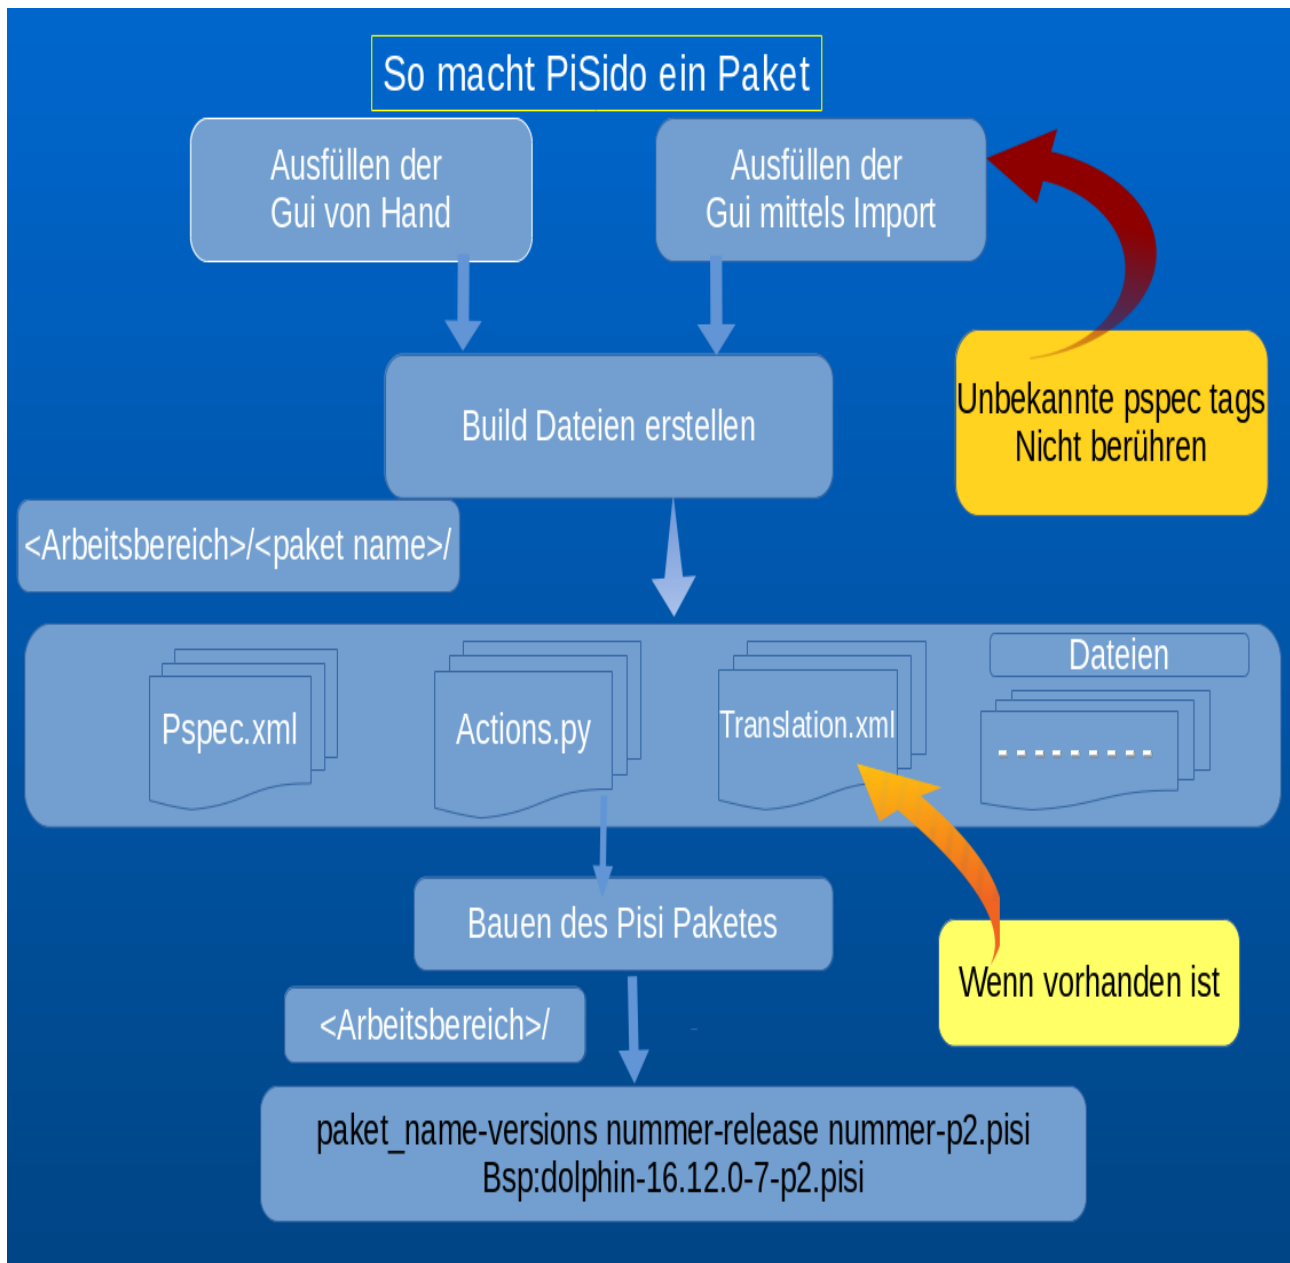 So macht PiSido ein Paket
Ausfüllen der
Gui von Hand
Ausfüllen der
Gui mittels Import
Unbekannte pspec tags
Nicht berühren
Build Dateien erstellen
<Arbeitsbereich>/<paket name>/
Pspec.xml
Actions.py
Translation.xml
Dateien
---------
Bauen des Pisi Paketes
Wenn vorhanden ist
<Arbeitsbereich>/
paket_name-versions nummer-release nummer-p2.pisi
Bsp:dolphin-16.12.0-7-p2.pisi